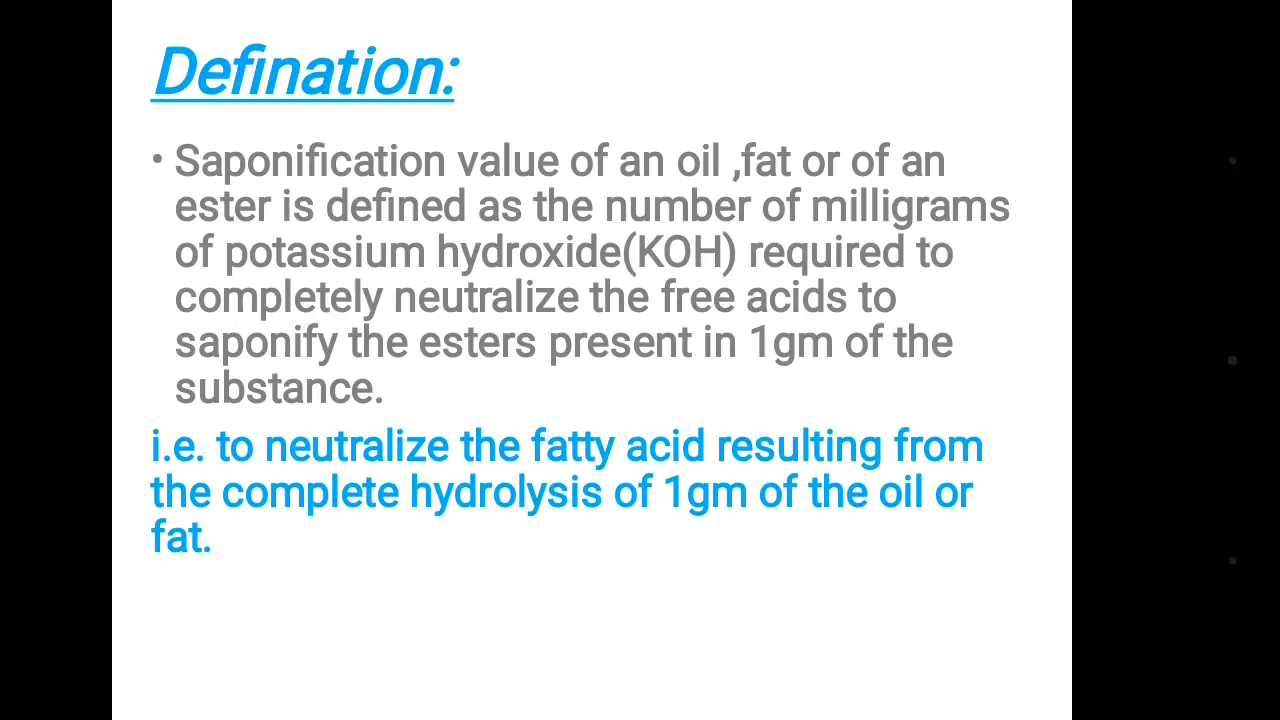 Defination:
• Saponification value of an oil ,fat or of an
ester is defined as the number of milligrams
of potassium hydroxide(KOH) required to
completely neutralize the free acids to
saponify the esters present in 1gm of the
substance.
i.e. to neutralize the fatty acid resulting from
the complete hydrolysis of 1gm of the oil or
fat.